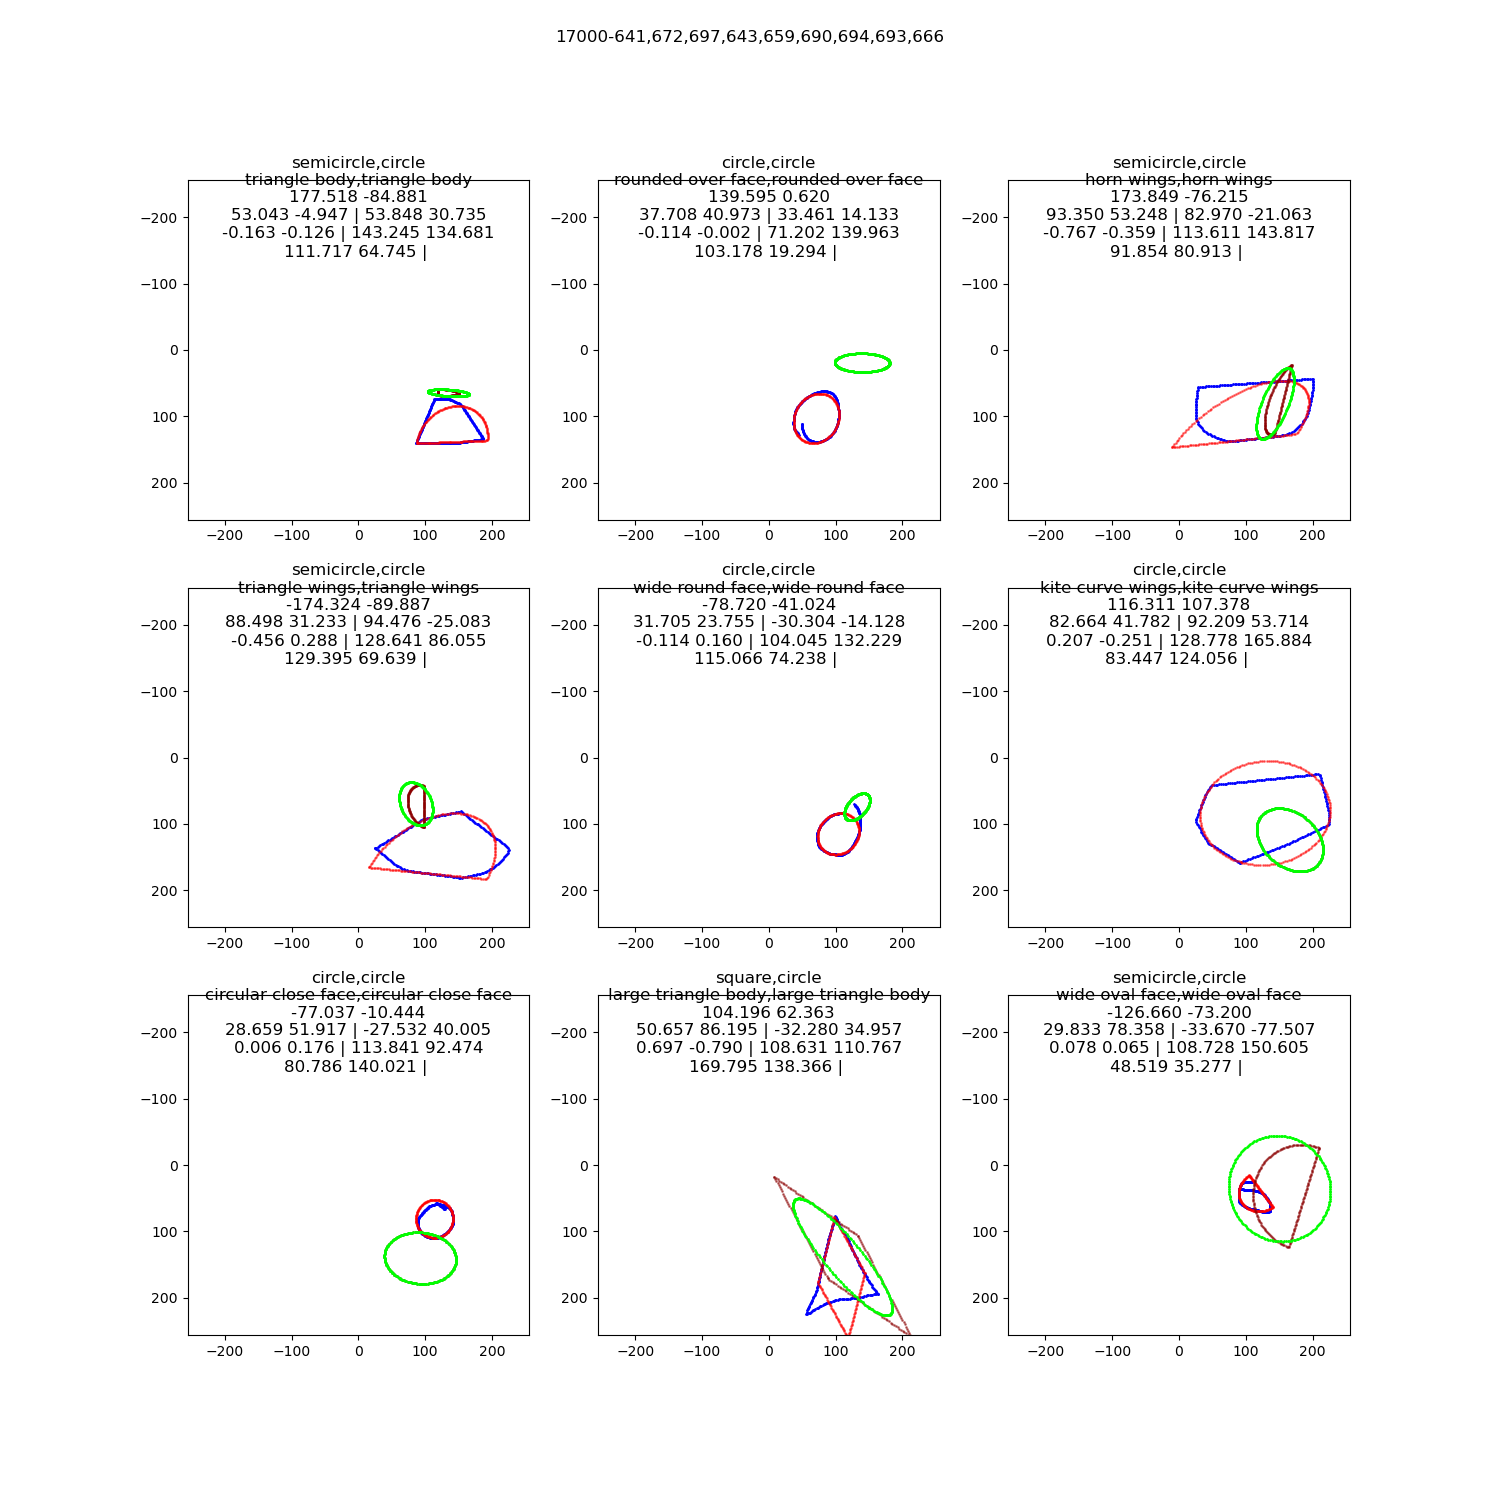 17000-641,672,697,643,659,690,694,693,666
semicircle,circle
triangle body,triangle body
177.518 -84.881
53.043 -4.947 | 53.848 30.735
-0.163 -0.126 | 143.245 134.681
111.717 64.745 |
−200
−100
0
100
200
−200 −100 0 100 200
circle,circle
rounded over face,rounded over face
139.595 0.620
37.708 40.973 | 33.461 14.133
-0.114 -0.002 | 71.202 139.963
103.178 19.294 |
−200
−100
0
100
200
−200 −100 0 100 200
semicircle,circle
horn wings,horn wings
173.849 -76.215
93.350 53.248 | 82.970 -21.063
-0.767 -0.359 | 113.611 143.817
91.854 80.913 |
−200
−100
0
100
200
−200 −100 0 100 200
semicircle,circle
triangle wings,triangle wings
-174.324 -89.887
88.498 31.233 | 94.476 -25.083
-0.456 0.288 | 128.641 86.055
129.395 69.639 |
−200
−100
0
100
200
−200 −100 0 100 200
circle,circle
wide round face,wide round face
-78.720 -41.024
31.705 23.755 | -30.304 -14.128
-0.114 0.160 | 104.045 132.229
115.066 74.238 |
−200
−100
0
100
200
−200 −100 0 100 200
circle,circle
kite curve wings,kite curve wings
116.311 107.378
82.664 41.782 | 92.209 53.714
0.207 -0.251 | 128.778 165.884
83.447 124.056 |
−200
−100
0
100
200
−200 −100 0 100 200
circle,circle
circular close face,circular close face
-77.037 -10.444
28.659 51.917 | -27.532 40.005
0.006 0.176 | 113.841 92.474
80.786 140.021 |
−200
−100
0
100
200
−200 −100 0 100 200
square,circle
large triangle body,large triangle body
104.196 62.363
50.657 86.195 | -32.280 34.957
0.697 -0.790 | 108.631 110.767
169.795 138.366 |
−200
−100
0
100
200
−200 −100 0 100 200
semicircle,circle
wide oval face,wide oval face
-126.660 -73.200
29.833 78.358 | -33.670 -77.507
0.078 0.065 | 108.728 150.605
48.519 35.277 |
−200
−100
0
100
200
−200 −100 0 100 200